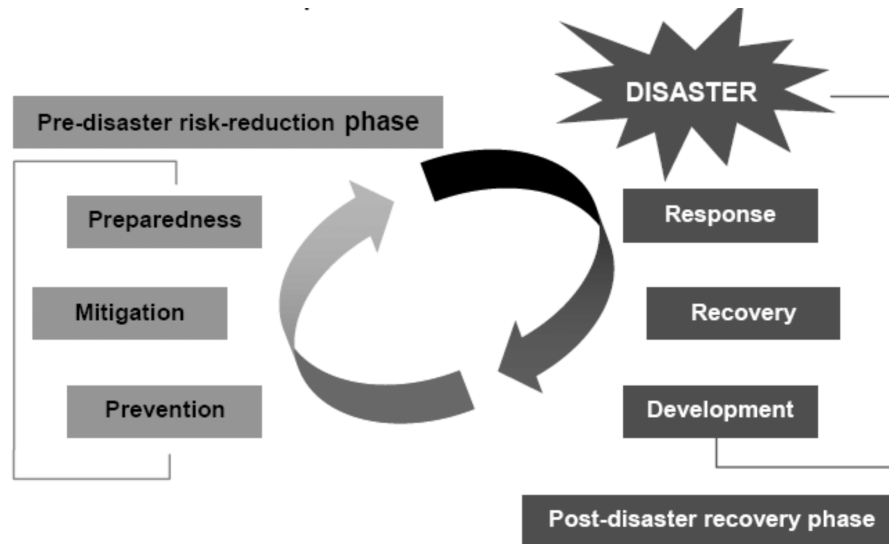 DISASTER
Pre-disaster risk-reduction phase
Preparedness
Response
Mitigation
Recovery
Prevention
Development
Post-disaster recovery phase